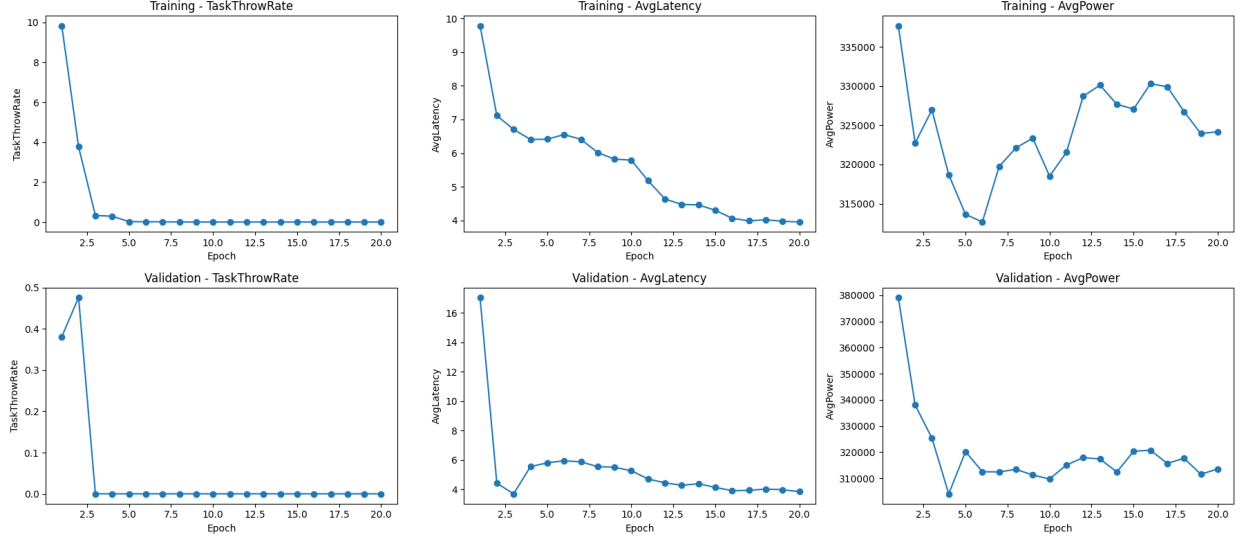 Training - TaskThrowRate
TaskThrowRate
10
8
6
4
2
0
2.5 5.0 7.5 10.0 12.5 15.0 17.5 20.0
Epoch
Training - AvgLatency
AvgLatency
10
9
8
7
6
5
4
2.5 5.0 7.5 10.0 12.5 15.0 17.5 20.0
Epoch
Training - AvgPower
AvgPower
335000
330000
325000
320000
315000
2.5 5.0 7.5 10.0 12.5 15.0 17.5 20.0
Epoch
Validation - TaskThrowRate
TaskThrowRate
0.5
0.4
0.3
0.2
0.1
0.0
2.5 5.0 7.5 10.0 12.5 15.0 17.5 20.0
Epoch
Validation - AvgLatency
AvgLatency
16
14
12
10
8
6
4
2.5 5.0 7.5 10.0 12.5 15.0 17.5 20.0
Epoch
Validation - AvgPower
AvgPower
380000
370000
360000
350000
340000
330000
320000
310000
2.5 5.0 7.5 10.0 12.5 15.0 17.5 20.0
Epoch